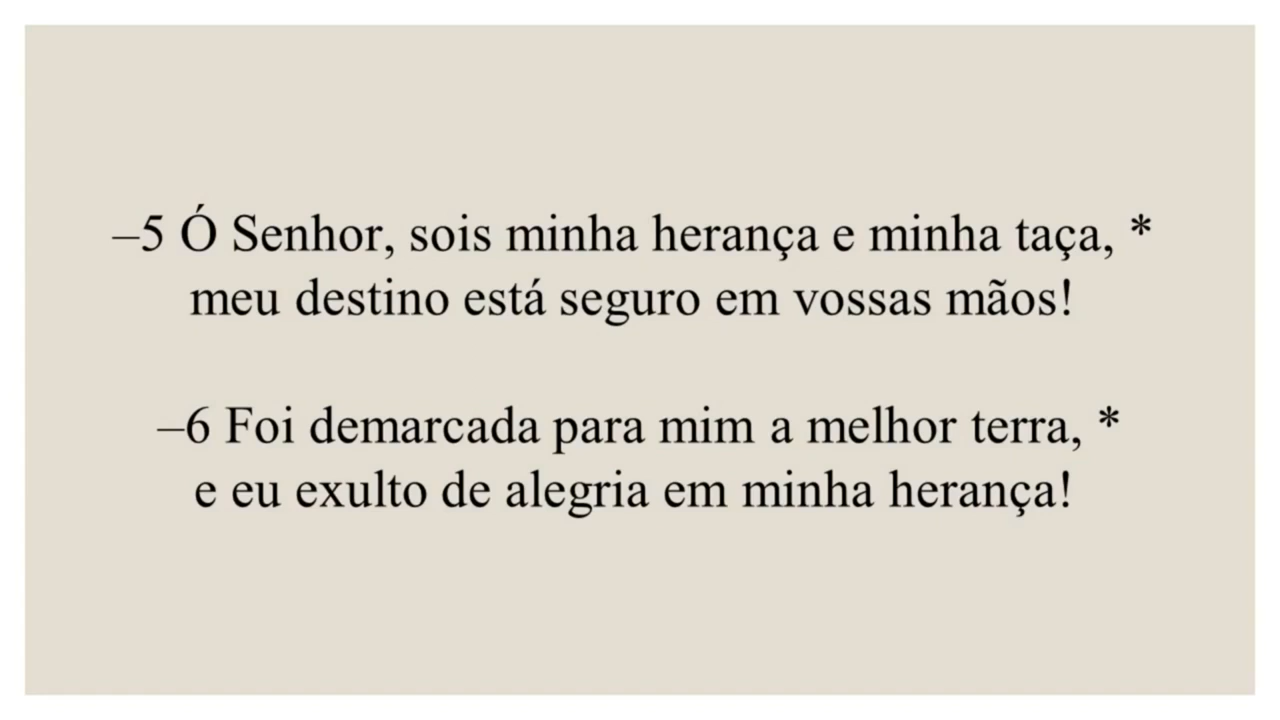 –5 Ó Senhor, sois minha herança e minha taça, *
meu destino está seguro em vossas mãos!
–6 Foi demarcada para mim a melhor terra, *
e eu exulto de alegria em minha herança!